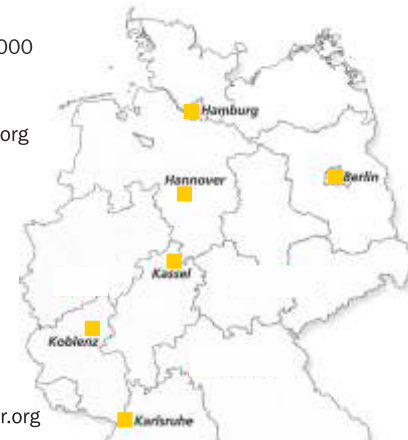 000
Hamburg
org
Berlin
Hannover
Kassel
Koblenz
r.org
Karlsruhe